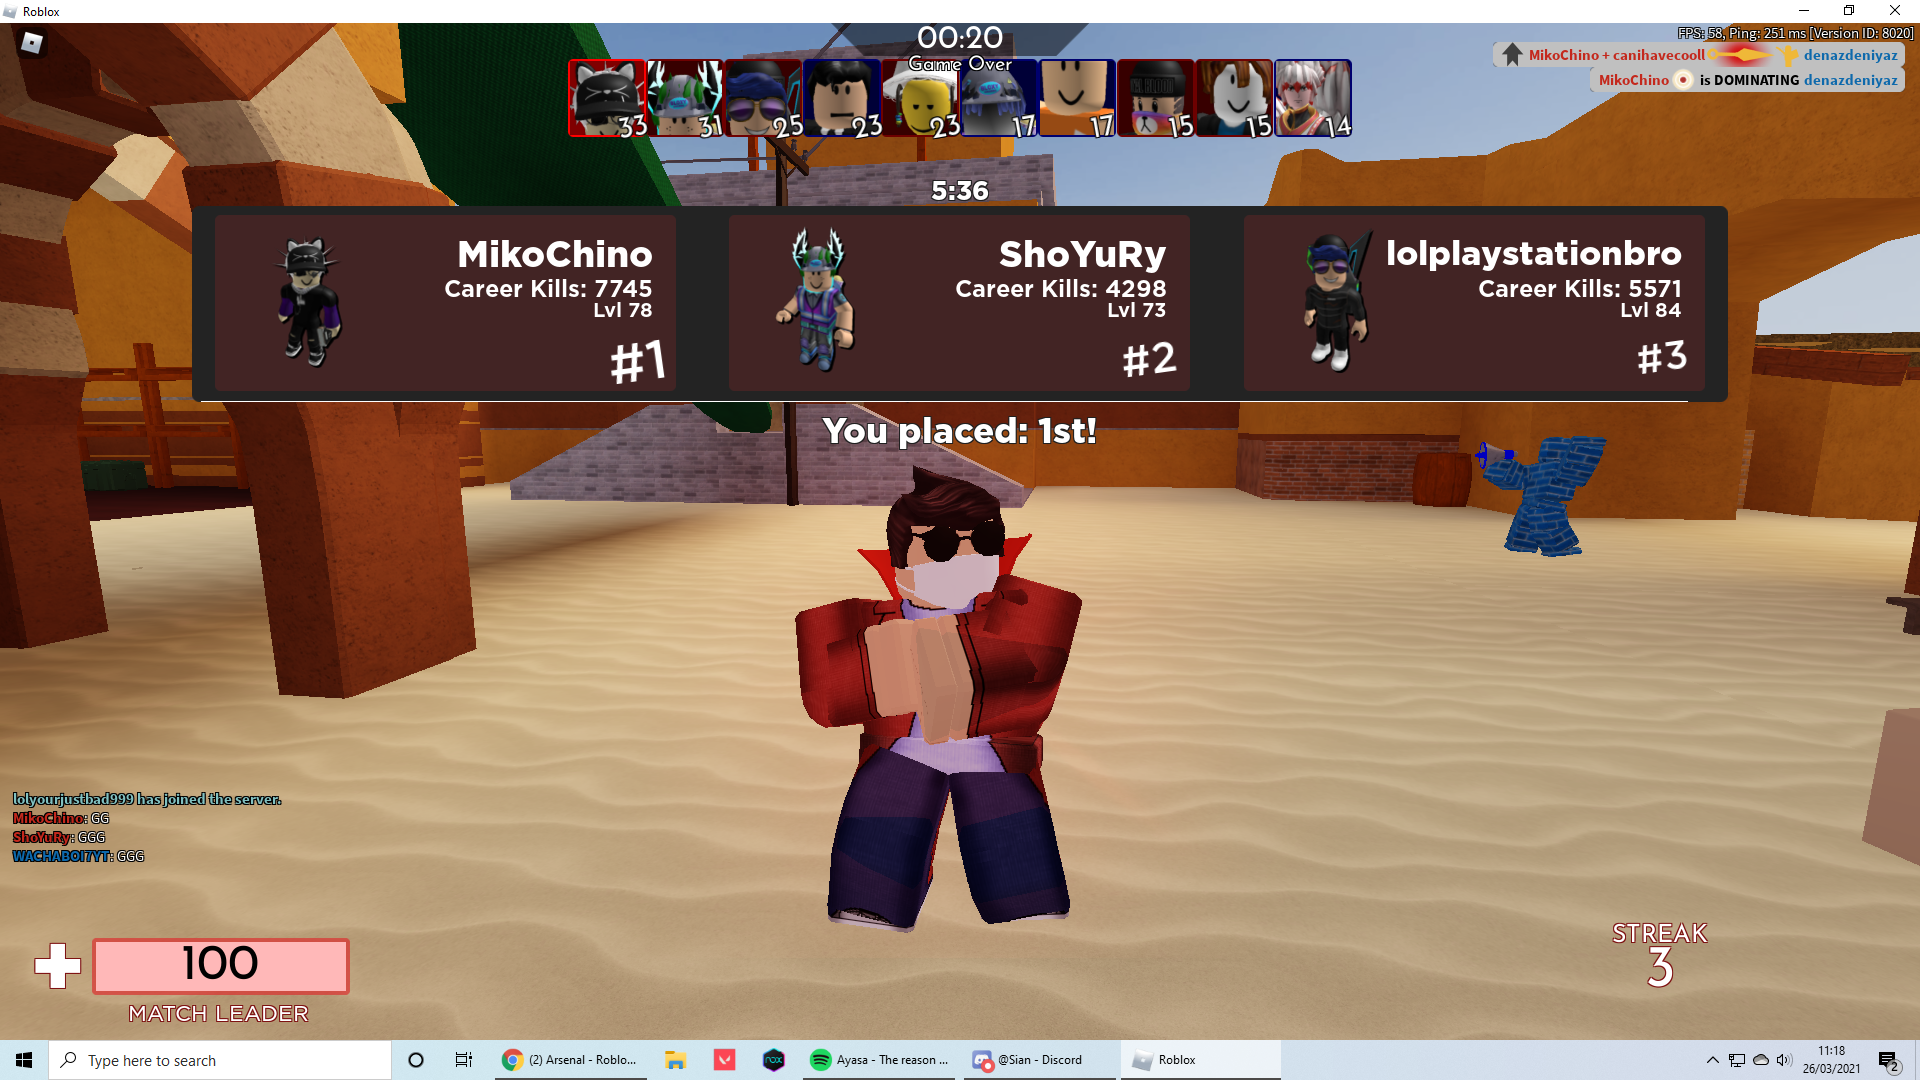 Roblox
00:20
Game Over
FPS: 58, Ping: 251 ms [Version ID: 8020]
MikoChino + canihavecooll denazdeniyaz
MikoChino is DOMINATING denazdeniyaz
33 31 25 23 23 17 17 15 15 14
5:36
MikoChino
Career Kills: 7745
Lvl 78
#1
ShoYuRy
Career Kills: 4298
Lvl 73
#2
lolplaystationbro
Career Kills: 5571
Lvl 84
#3
You placed: 1st!
lolyourjustbad999 has joined the server.
MikoChino: GG
ShoYuRy: GGG
WACHABOI7YT: GGG
100
MATCH LEADER
STREAK
3
Type here to search
(2) Arsenal - Roblo...
Ayasa - The reason ...
@Sian - Discord
Roblox
11:18
26/03/2021
2